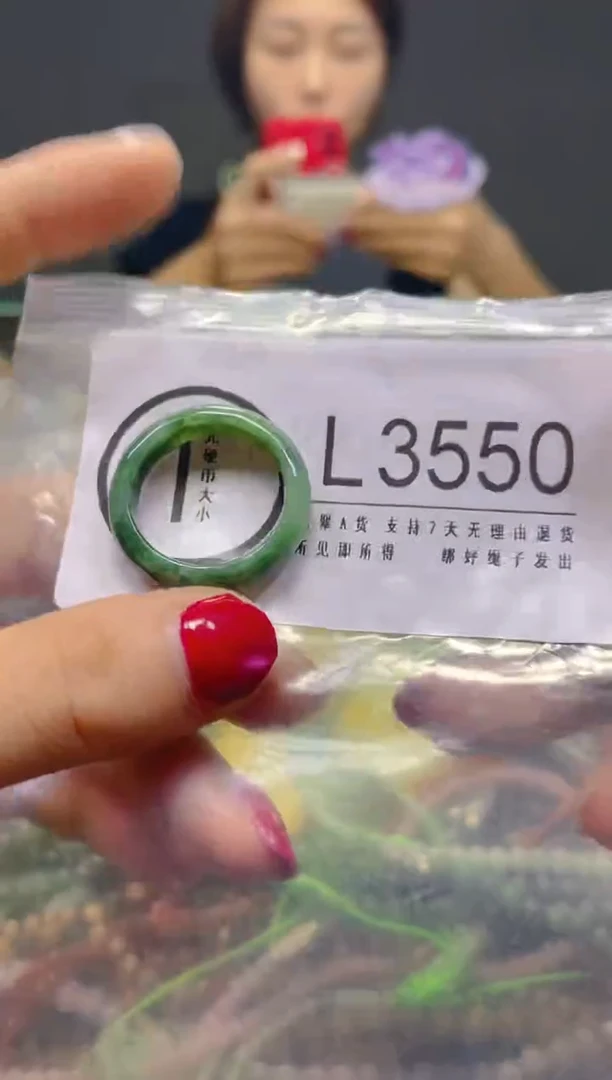 L3550
硬币大小
A货 支持7天无理由退货
所见即所得 绑好绳子发出